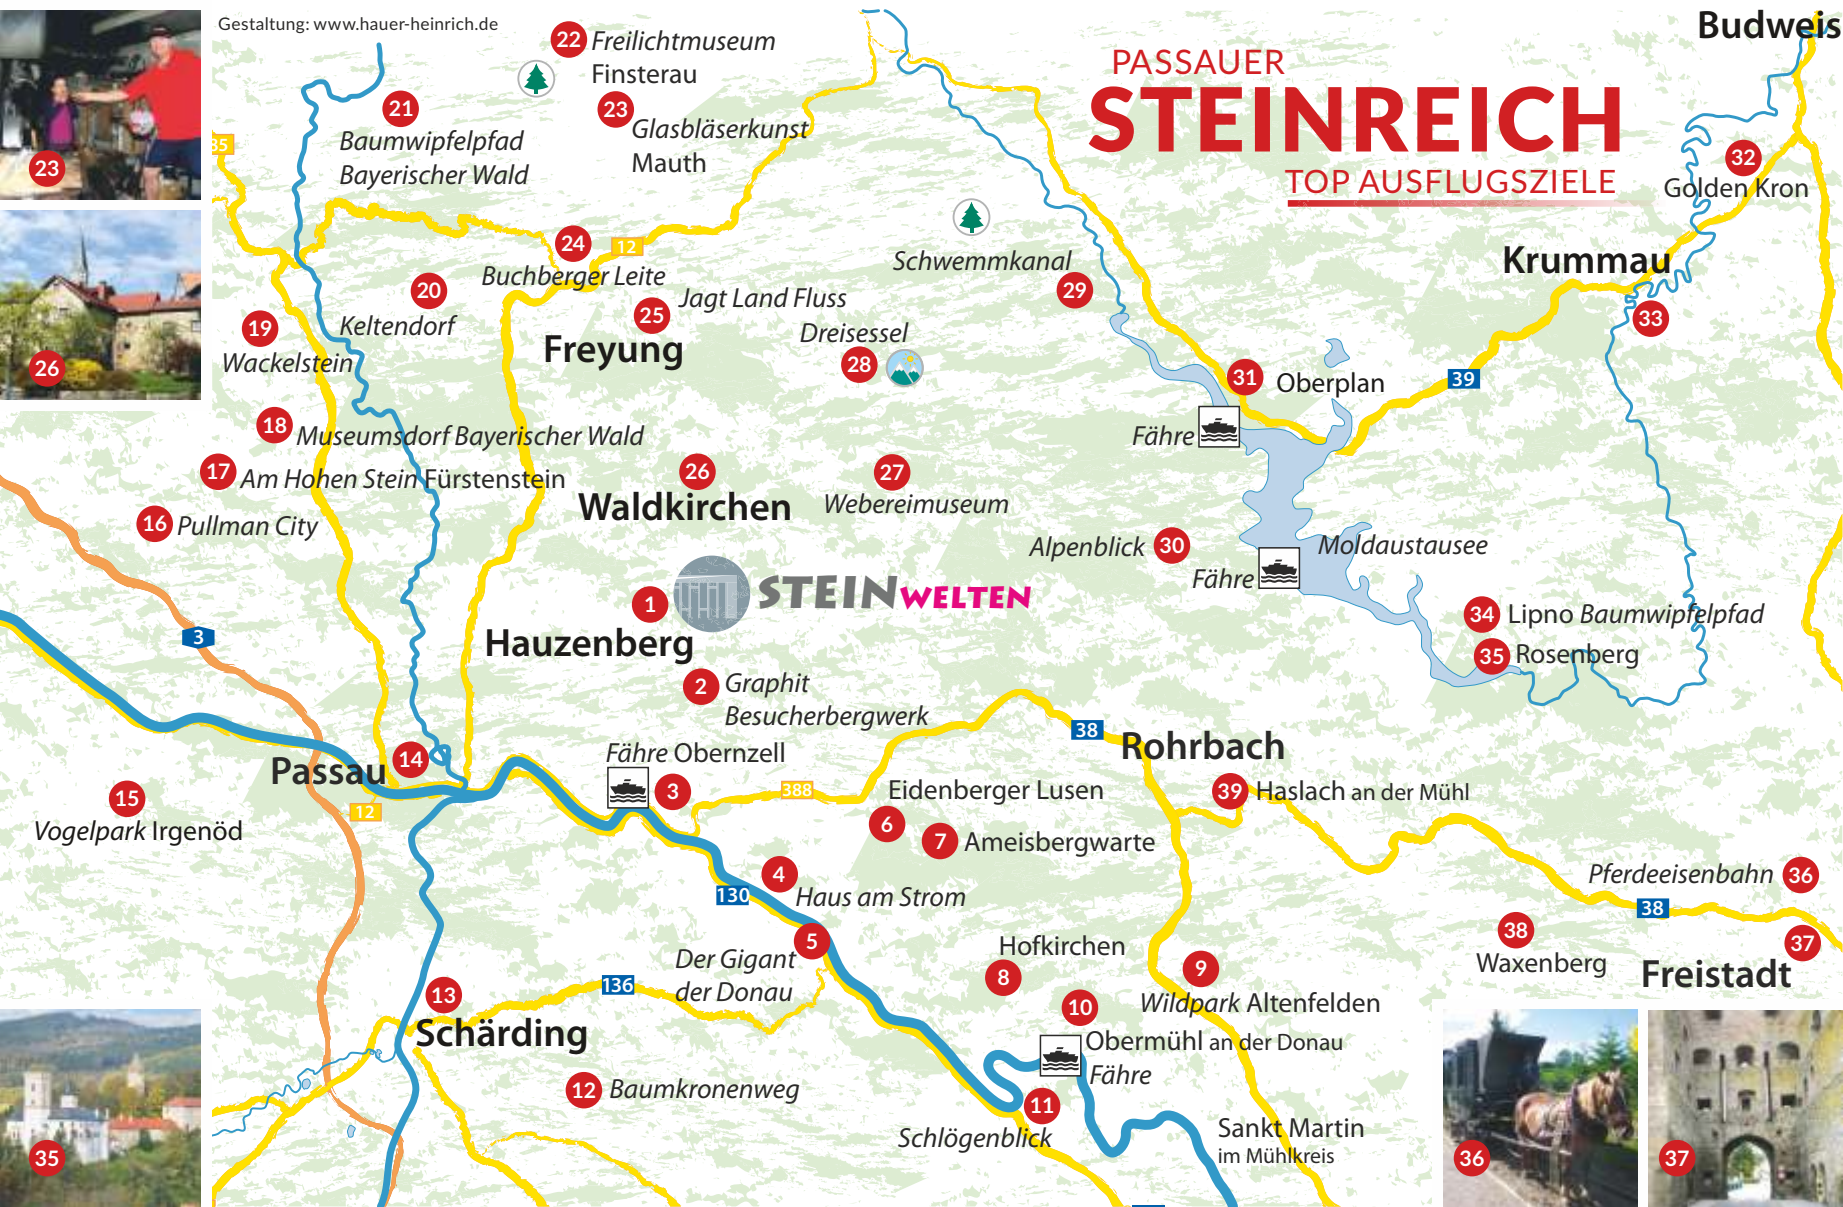 Gestaltung: www.hauer-heinrich.de
Budweis
PASSAUER
STEINREICH
TOP AUSFLUGSZIELE
22 Freilichtmuseum
Finsterau
21
Baumwipfelpfad
Bayerischer Wald
23
Glasbläserkunst
Mauth
23
85
32
Golden Kron
24
12
Buchberger Leite
Schwemmkanal
29
Krummau
33
20
Keltendorf
25
Jagt Land Fluss
19
Wackelstein
Freyung
Dreisessel
28
26
31 Oberplan
39
Fähre
18 Museumsdorf Bayerischer Wald
17 Am Hohen Stein Fürstenstein
26
Waldkirchen
27
Webereimuseum
16 Pullman City
Alpenblick 30
Moldaustausee
Fähre
1
STEINWELTEN
Hauzenberg
3
34 Lipno Baumwipfelpfad
35 Rosenberg
2 Graphit
Besucherbergwerk
38
Rohrbach
Fähre Obernzell
3
14
Passau
12
388
15
Vogelpark Irgenöd
Eidenberger Lusen
6
7 Ameisbergwarte
39 Haslach an der Mühl
4
130
Haus am Strom
Pferdeeisenbahn 36
38
37
38
Waxenberg
Freistadt
5
Der Gigant
der Donau
Hofkirchen
8
9
Wildpark Altenfelden
136
13
Schärding
10
Obermühl an der Donau
Fähre
12 Baumkronenweg
11
Schlögenblick
Sankt Martin
im Mühlkreis
35
36
37